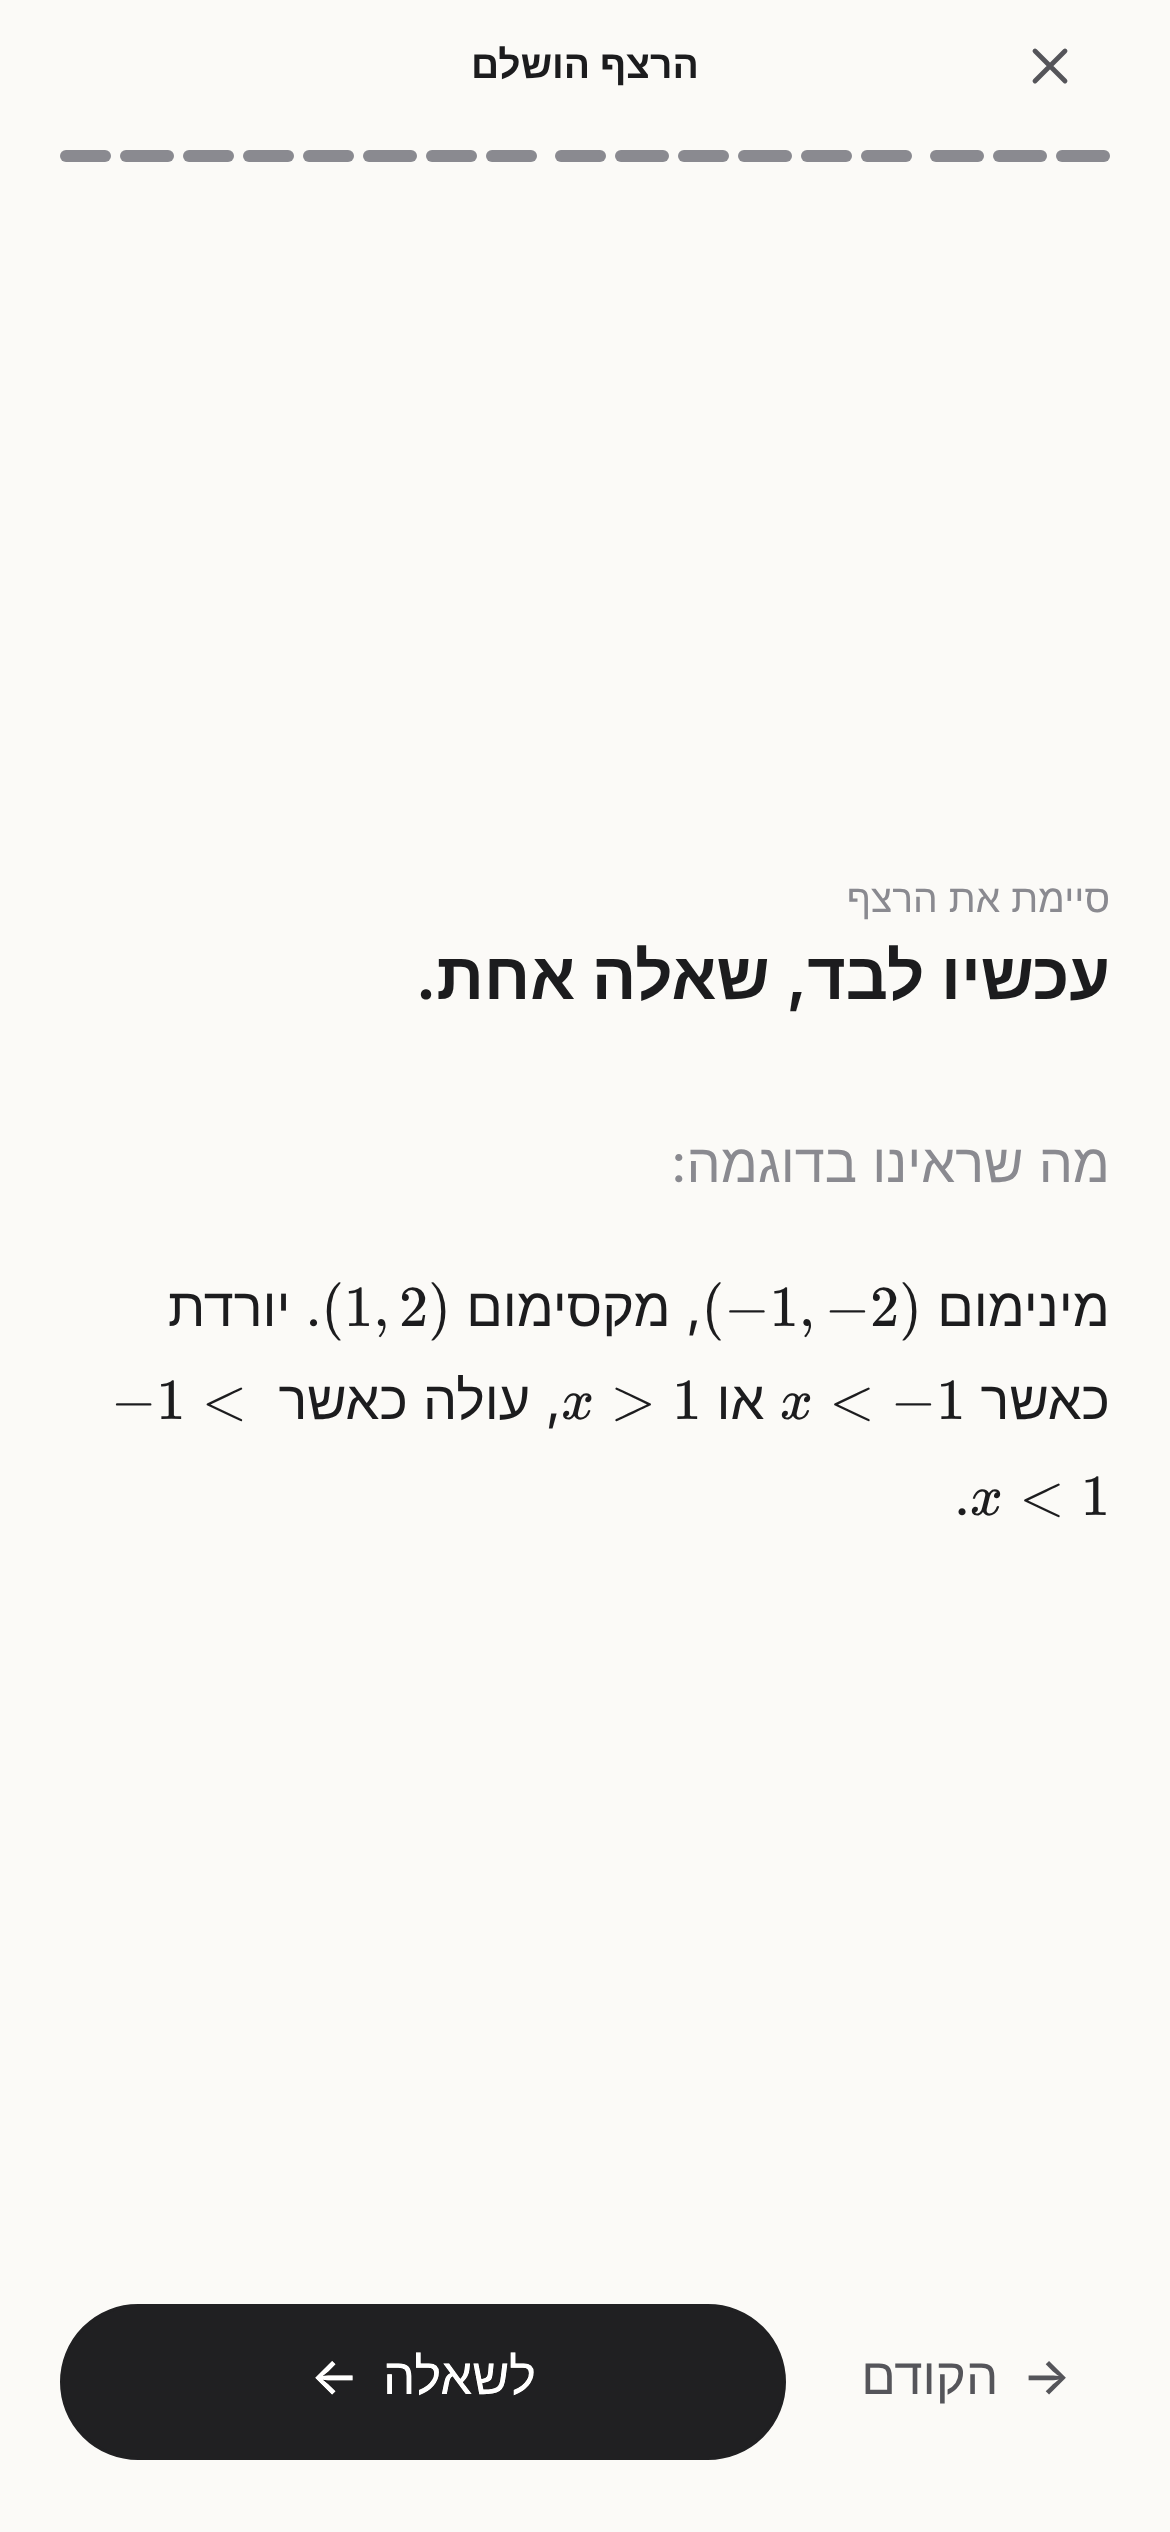 הרצף הושלם
סיימת את הרצף
עכשיו לבד, שאלה אחת.
מה שראינו בדוגמה:
מינימום (−1, −2), מקסימום (1, 2). יורדת
כאשר x < −1 או x > 1, עולה כאשר −1 <
x < 1.
הקודם
לשאלה